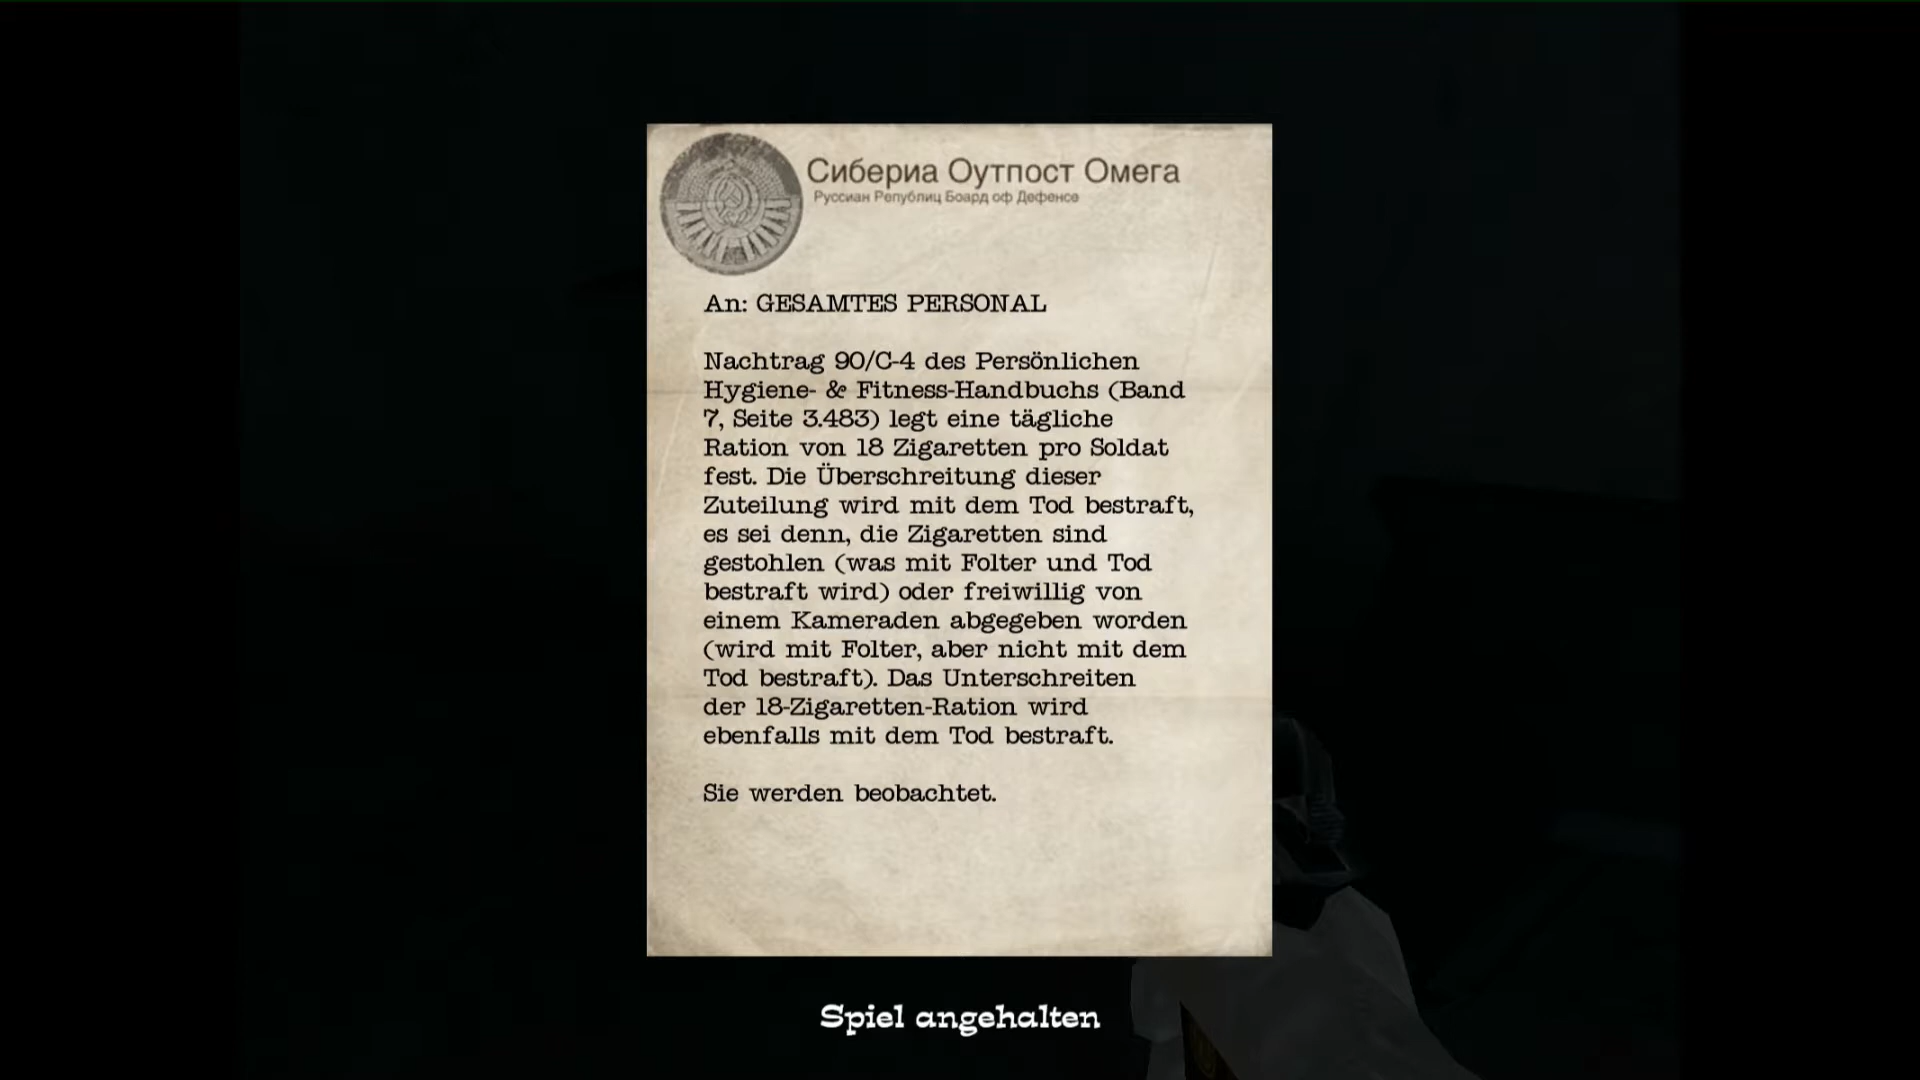 Сибериа Оутпост Омега
Руссиан Републиц Боард оф Дефенсе
An: GESAMTES PERSONAL
Nachtrag 90/C-4 des Persönlichen
Hygiene- & Fitness-Handbuchs (Band
7, Seite 3.483) legt eine tägliche
Ration von 18 Zigaretten pro Soldat
fest. Die Überschreitung dieser
Zuteilung wird mit dem Tod bestraft,
es sei denn, die Zigaretten sind
gestohlen (was mit Folter und Tod
bestraft wird) oder freiwillig von
einem Kameraden abgegeben worden
(wird mit Folter, aber nicht mit dem
Tod bestraft). Das Unterschreiten
der 18-Zigaretten-Ration wird
ebenfalls mit dem Tod bestraft.
Sie werden beobachtet.
Spiel angehalten